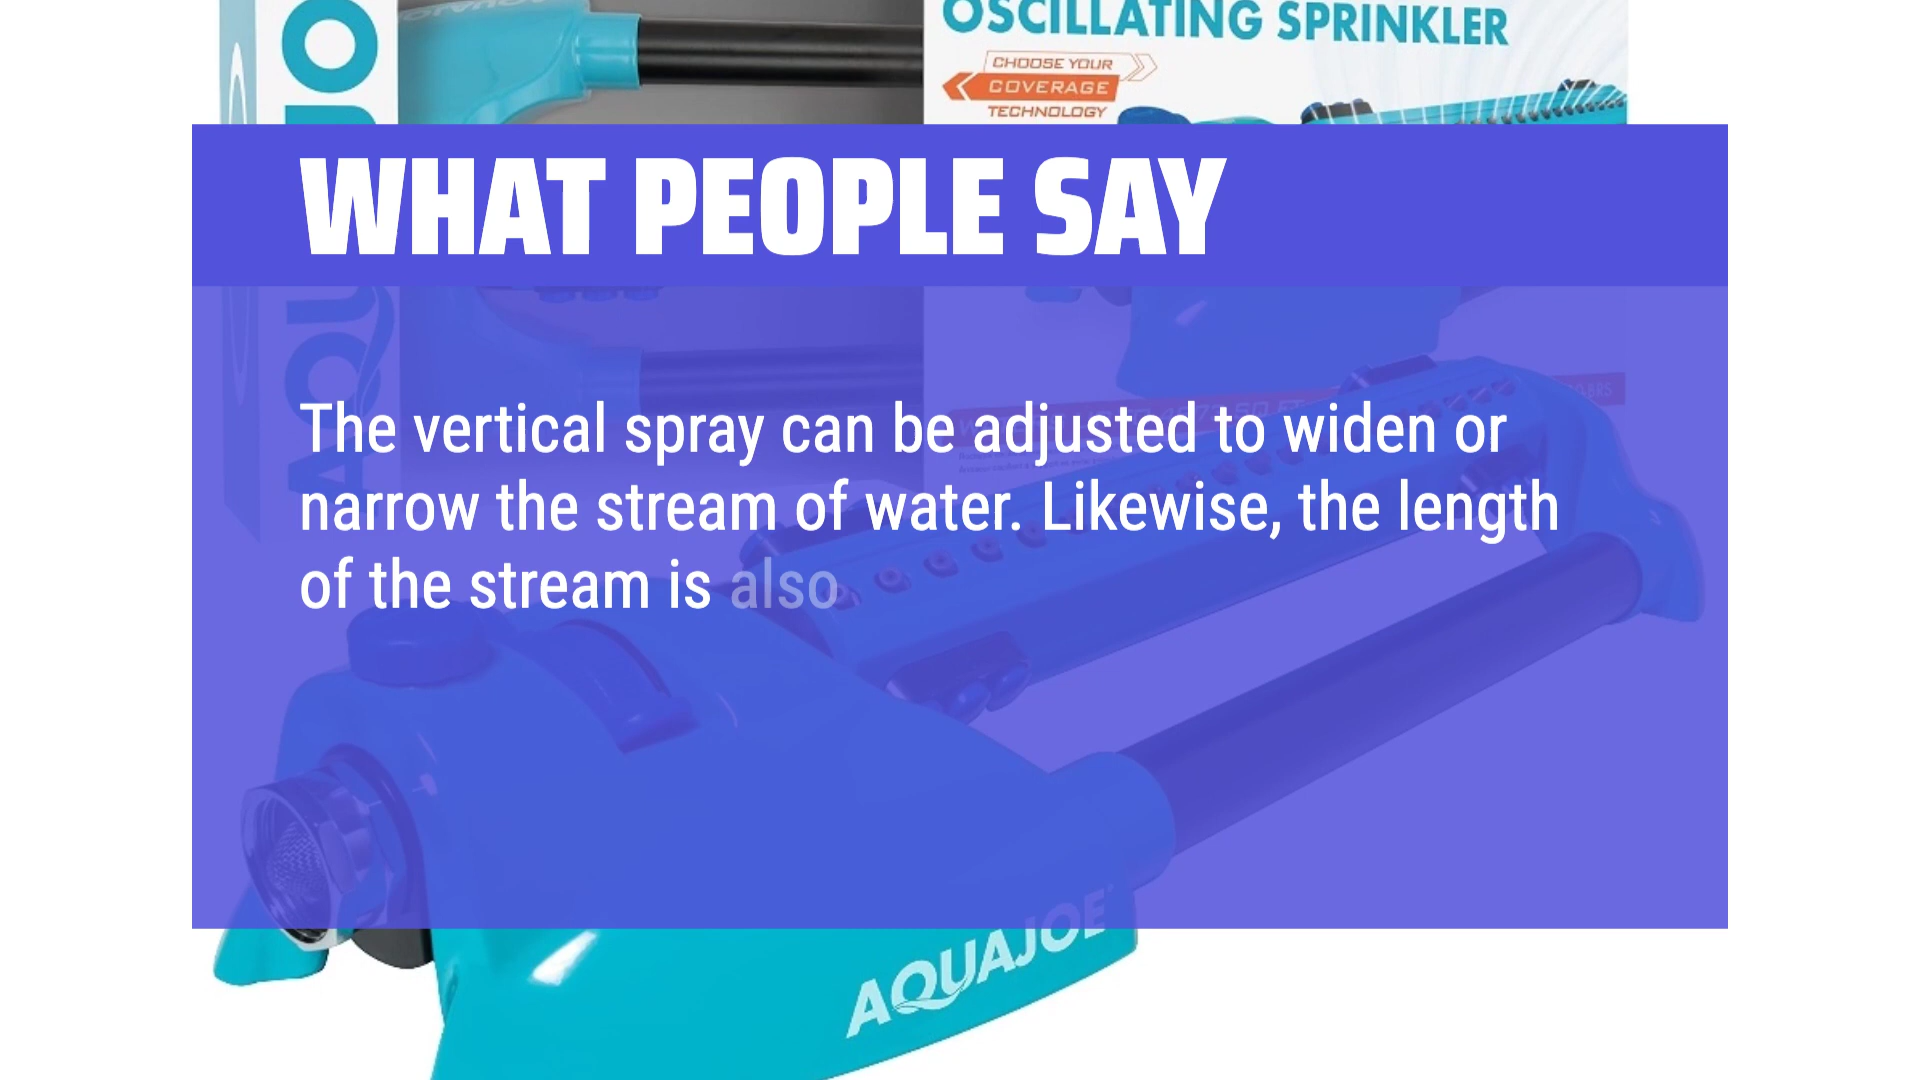 AQUAJOE
OSCILLATING SPRINKLER
CHOOSE YOUR
COVERAGE
TECHNOLOGY
WHAT PEOPLE SAY
The vertical spray can be adjusted to widen or
narrow the stream of water. Likewise, the length
of the stream is also
AQUAJOE